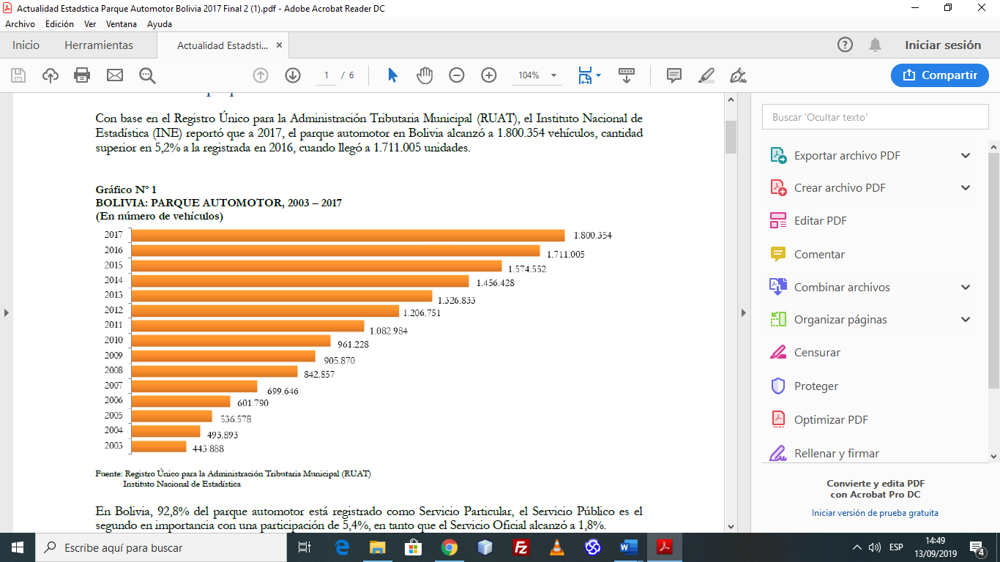 Actualidad Estadstica Parque Automotor Bolivia 2017 Final 2 (1).pdf - Adobe Acrobat Reader DC
Archivo Edición Ver Ventana Ayuda
Inicio Herramientas Actualidad Estadsti... × Iniciar sesión
1 / 6 104% Compartir
Con base en el Registro Único para la Administración Tributaria Municipal (RUAT), el Instituto Nacional de
Estadística (INE) reportó que a 2017, el parque automotor en Bolivia alcanzó a 1.800.354 vehículos, cantidad
superior en 5,2% a la registrada en 2016, cuando llegó a 1.711.005 unidades.
Gráfico Nº 1
BOLIVIA: PARQUE AUTOMOTOR, 2003 – 2017
(En número de vehículos)
2017 1.800.354
2016 1.711.005
2015 1.574.552
2014 1.456.428
2013 1.326.833
2012 1.206.751
2011 1.082.984
2010 961.228
2009 905.870
2008 842.857
2007 699.646
2006 601.790
2005 536.578
2004 493.893
2003 443.888
Fuente: Registro Único para la Administración Tributaria Municipal (RUAT)
Instituto Nacional de Estadística
En Bolivia, 92,8% del parque automotor está registrado como Servicio Particular, el Servicio Público es el
segundo en importancia con una participación de 5,4%, en tanto que el Servicio Oficial alcanzó a 1,8%.
Buscar 'Ocultar texto'
Exportar archivo PDF
Crear archivo PDF
Editar PDF
Comentar
Combinar archivos
Organizar páginas
Censurar
Proteger
Optimizar PDF
Rellenar y firmar
Convierte y edita PDF
con Acrobat Pro DC
Iniciar versión de prueba gratuita
Escribe aquí para buscar
ESP
14:49
13/09/2019
4